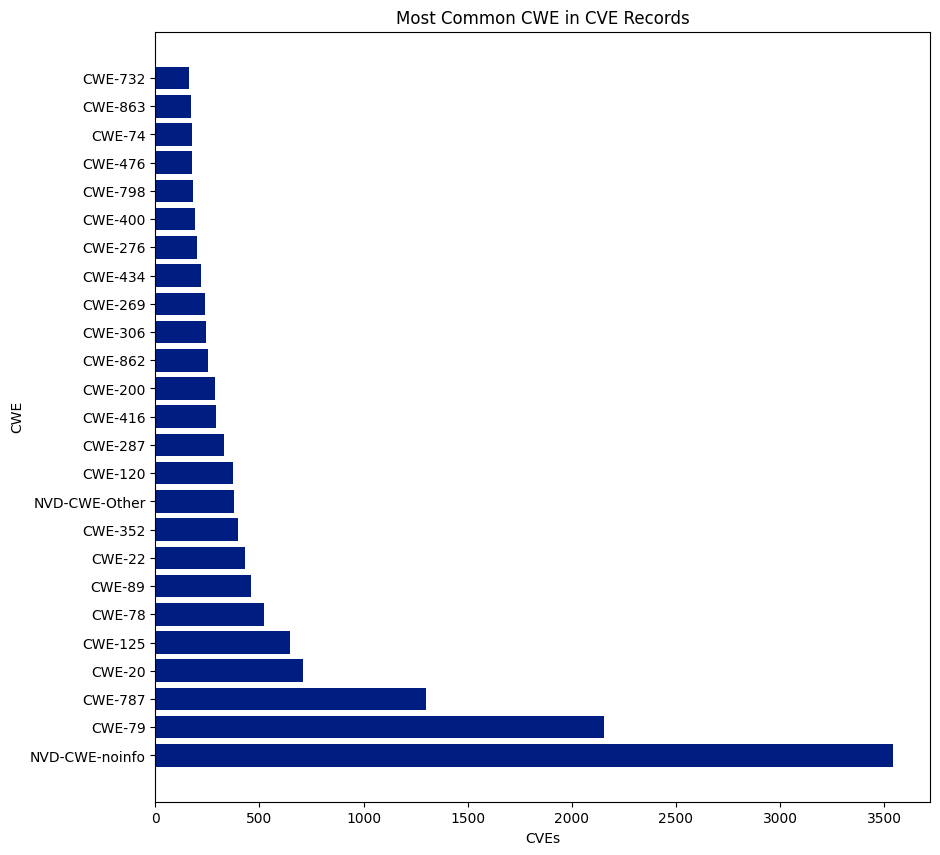 Most Common CWE in CVE Records
CWE
CWE-732
CWE-863
CWE-74
CWE-476
CWE-798
CWE-400
CWE-276
CWE-434
CWE-269
CWE-306
CWE-862
CWE-200
CWE-416
CWE-287
CWE-120
NVD-CWE-Other
CWE-352
CWE-22
CWE-89
CWE-78
CWE-125
CWE-20
CWE-787
CWE-79
NVD-CWE-noinfo
0 500 1000 1500 2000 2500 3000 3500
CVEs